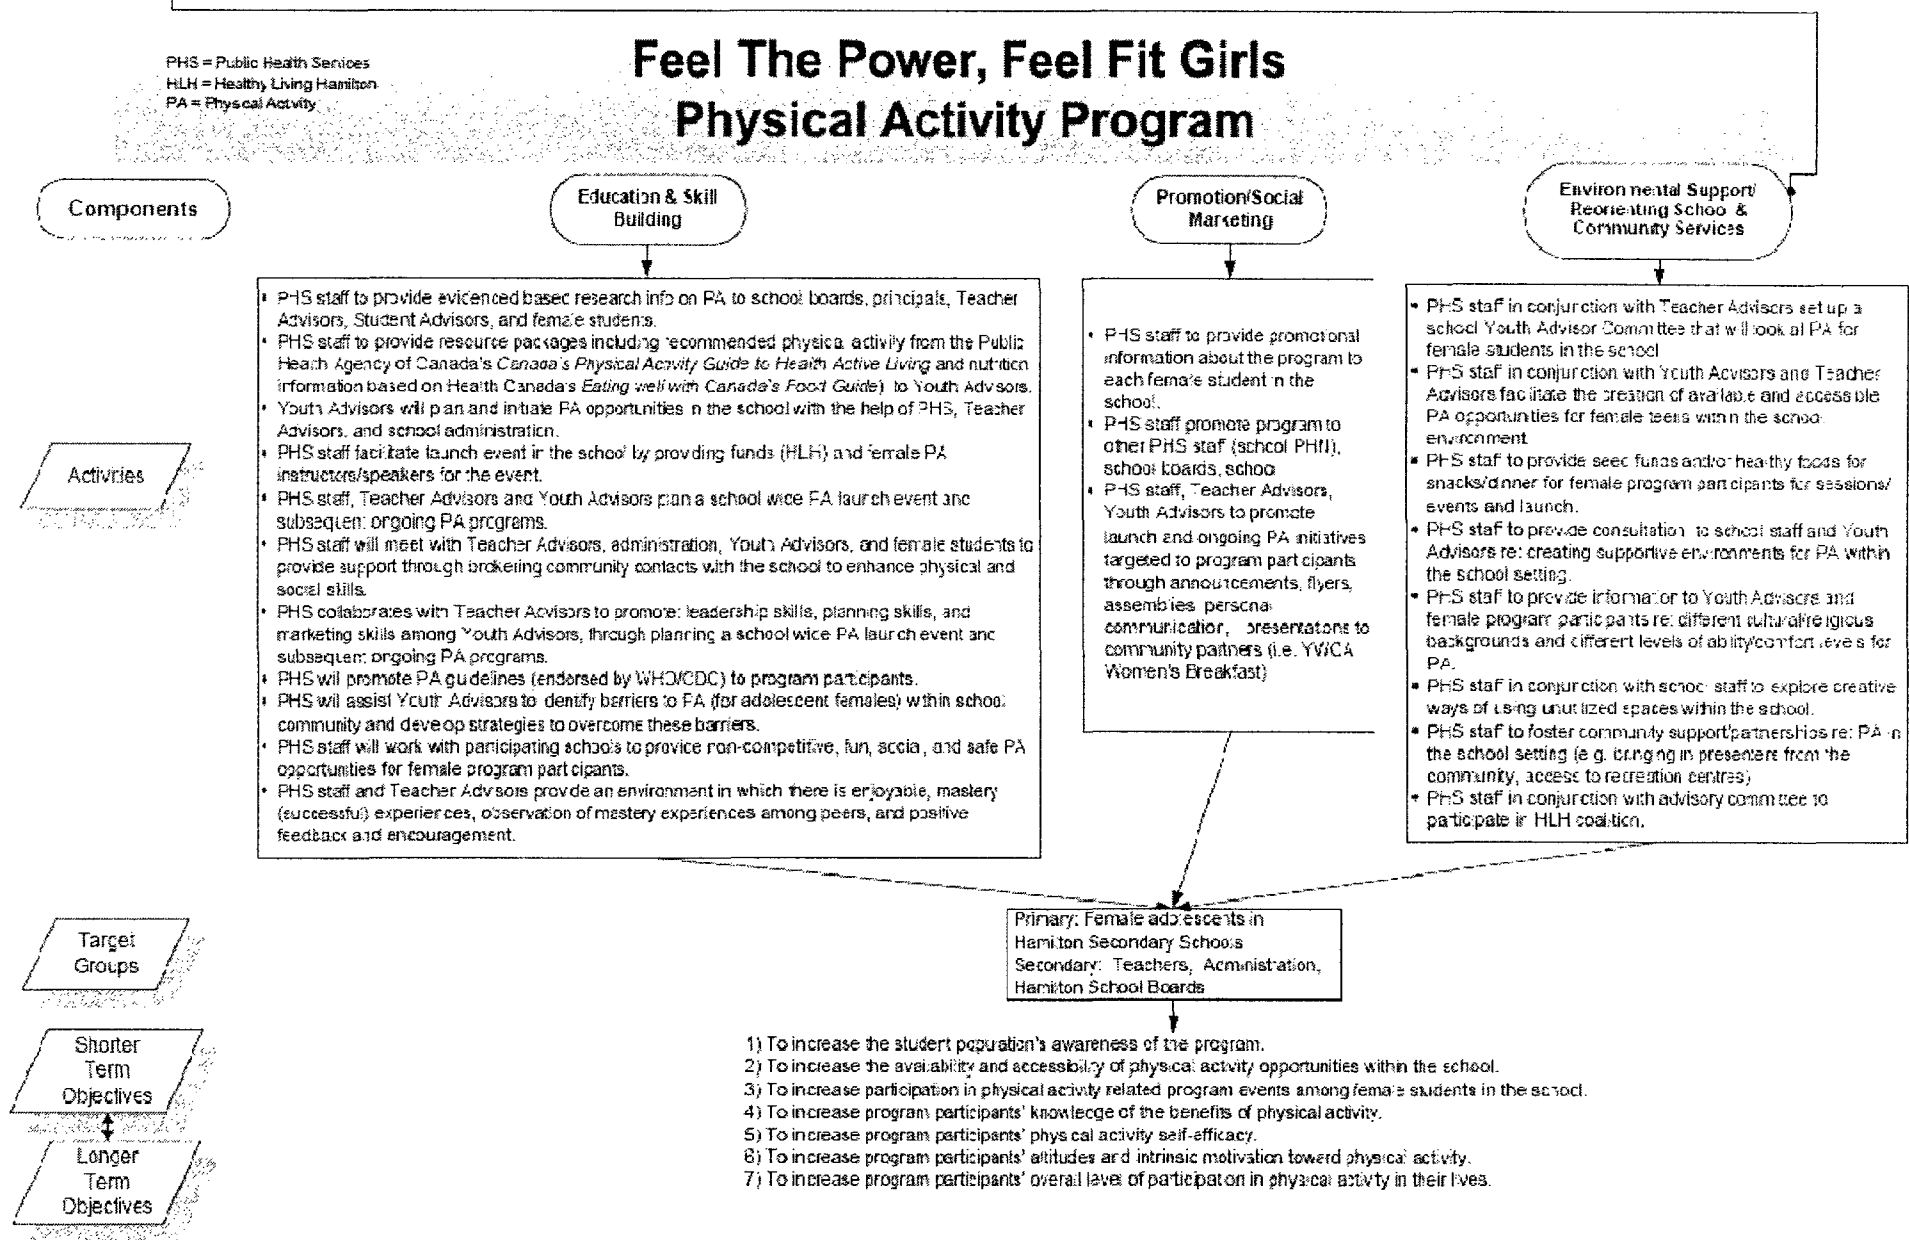 PHS = Public Health Services
HLH = Healthy Living Hamilton
PA = Physical Activity
Feel The Power, Feel Fit Girls
Physical Activity Program
Components
Education & Skill
Building
Promotion/Social
Marketing
Environmental Support/
Reorienting School &
Community Services
Activities
• PHS staff to provide evidenced based research info on PA to school boards, principals, Teacher
Advisors, Student Advisors, and female students.
• PHS staff to provide resource packages including recommended physical activity from the Public
Health Agency of Canada's Canada's Physical Activity Guide to Health Active Living and nutrition
information based on Health Canada's Eating well with Canada's Food Guide) to Youth Advisors.
• Youth Advisors will plan and initiate PA opportunities in the school with the help of PHS, Teacher
Advisors, and school administration.
• PHS staff facilitate launch event in the school by providing funds (HLH) and female PA
instructors/speakers for the event.
• PHS staff, Teacher Advisors and Youth Advisors plan a school wide PA launch event and
subsequent ongoing PA programs.
• PHS staff will meet with Teacher Advisors, administration, Youth Advisors, and female students to
provide support through brokering community contacts with the school to enhance physical and
social skills.
• PHS collaborates with Teacher Advisors to promote: leadership skills, planning skills, and
marketing skills among Youth Advisors, through planning a school wide PA launch event and
subsequent ongoing PA programs.
• PHS will promote PA guidelines (endorsed by WHO/CDC) to program participants.
• PHS will assist Youth Advisors to identify barriers to PA (for adolescent females) within school
community and develop strategies to overcome these barriers.
• PHS staff will work with participating schools to provide non-competitive, fun, social, and safe PA
opportunities for female program participants.
• PHS staff and Teacher Advisors provide an environment in which there is enjoyable, mastery
(successful) experiences, observation of mastery experiences among peers, and positive
feedback and encouragement.
• PHS staff to provide promotional
information about the program to
each female student in the
school.
• PHS staff promote program to
other PHS staff (school PHN),
school boards, school
• PHS staff, Teacher Advisors,
Youth Advisors to promote
launch and ongoing PA initiatives
targeted to program participants
through announcements, flyers,
assemblies, personal
communication, presentations to
community partners (i.e. YWCA
Women's Breakfast)
• PHS staff in conjunction with Teacher Advisors set up a
school Youth Advisor Committee that will look at PA for
female students in the school
• PHS staff in conjunction with Youth Advisors and Teacher
Advisors facilitate the creation of available and accessible
PA opportunities for female teens within the school
environment
• PHS staff to provide seed funds and/or healthy foods for
snacks/dinner for female program participants for sessions/
events and launch.
• PHS staff to provide consultation to school staff and Youth
Advisors re: creating supportive environments for PA within
the school setting.
• PHS staff to provide information to Youth Advisors and
female program participants re: different cultural/religious
backgrounds and different levels of ability/comfort levels for
PA.
• PHS staff in conjunction with school staff to explore creative
ways of using unutilized spaces within the school.
• PHS staff to foster community support/partnerships re: PA in
the school setting (e.g. bringing in presenters from the
community, access to recreation centres)
• PHS staff in conjunction with advisory committee to
participate in HLH coalition.
Target
Groups
Primary: Female adolescents in
Hamilton Secondary Schools
Secondary: Teachers, Administration,
Hamilton School Boards
Shorter
Term
Objectives
Longer
Term
Objectives
1) To increase the student population's awareness of the program.
2) To increase the availability and accessibility of physical activity opportunities within the school.
3) To increase participation in physical activity related program events among female students in the school.
4) To increase program participants' knowledge of the benefits of physical activity.
5) To increase program participants' physical activity self-efficacy.
6) To increase program participants' attitudes and intrinsic motivation toward physical activity.
7) To increase program participants' overall level of participation in physical activity in their lives.